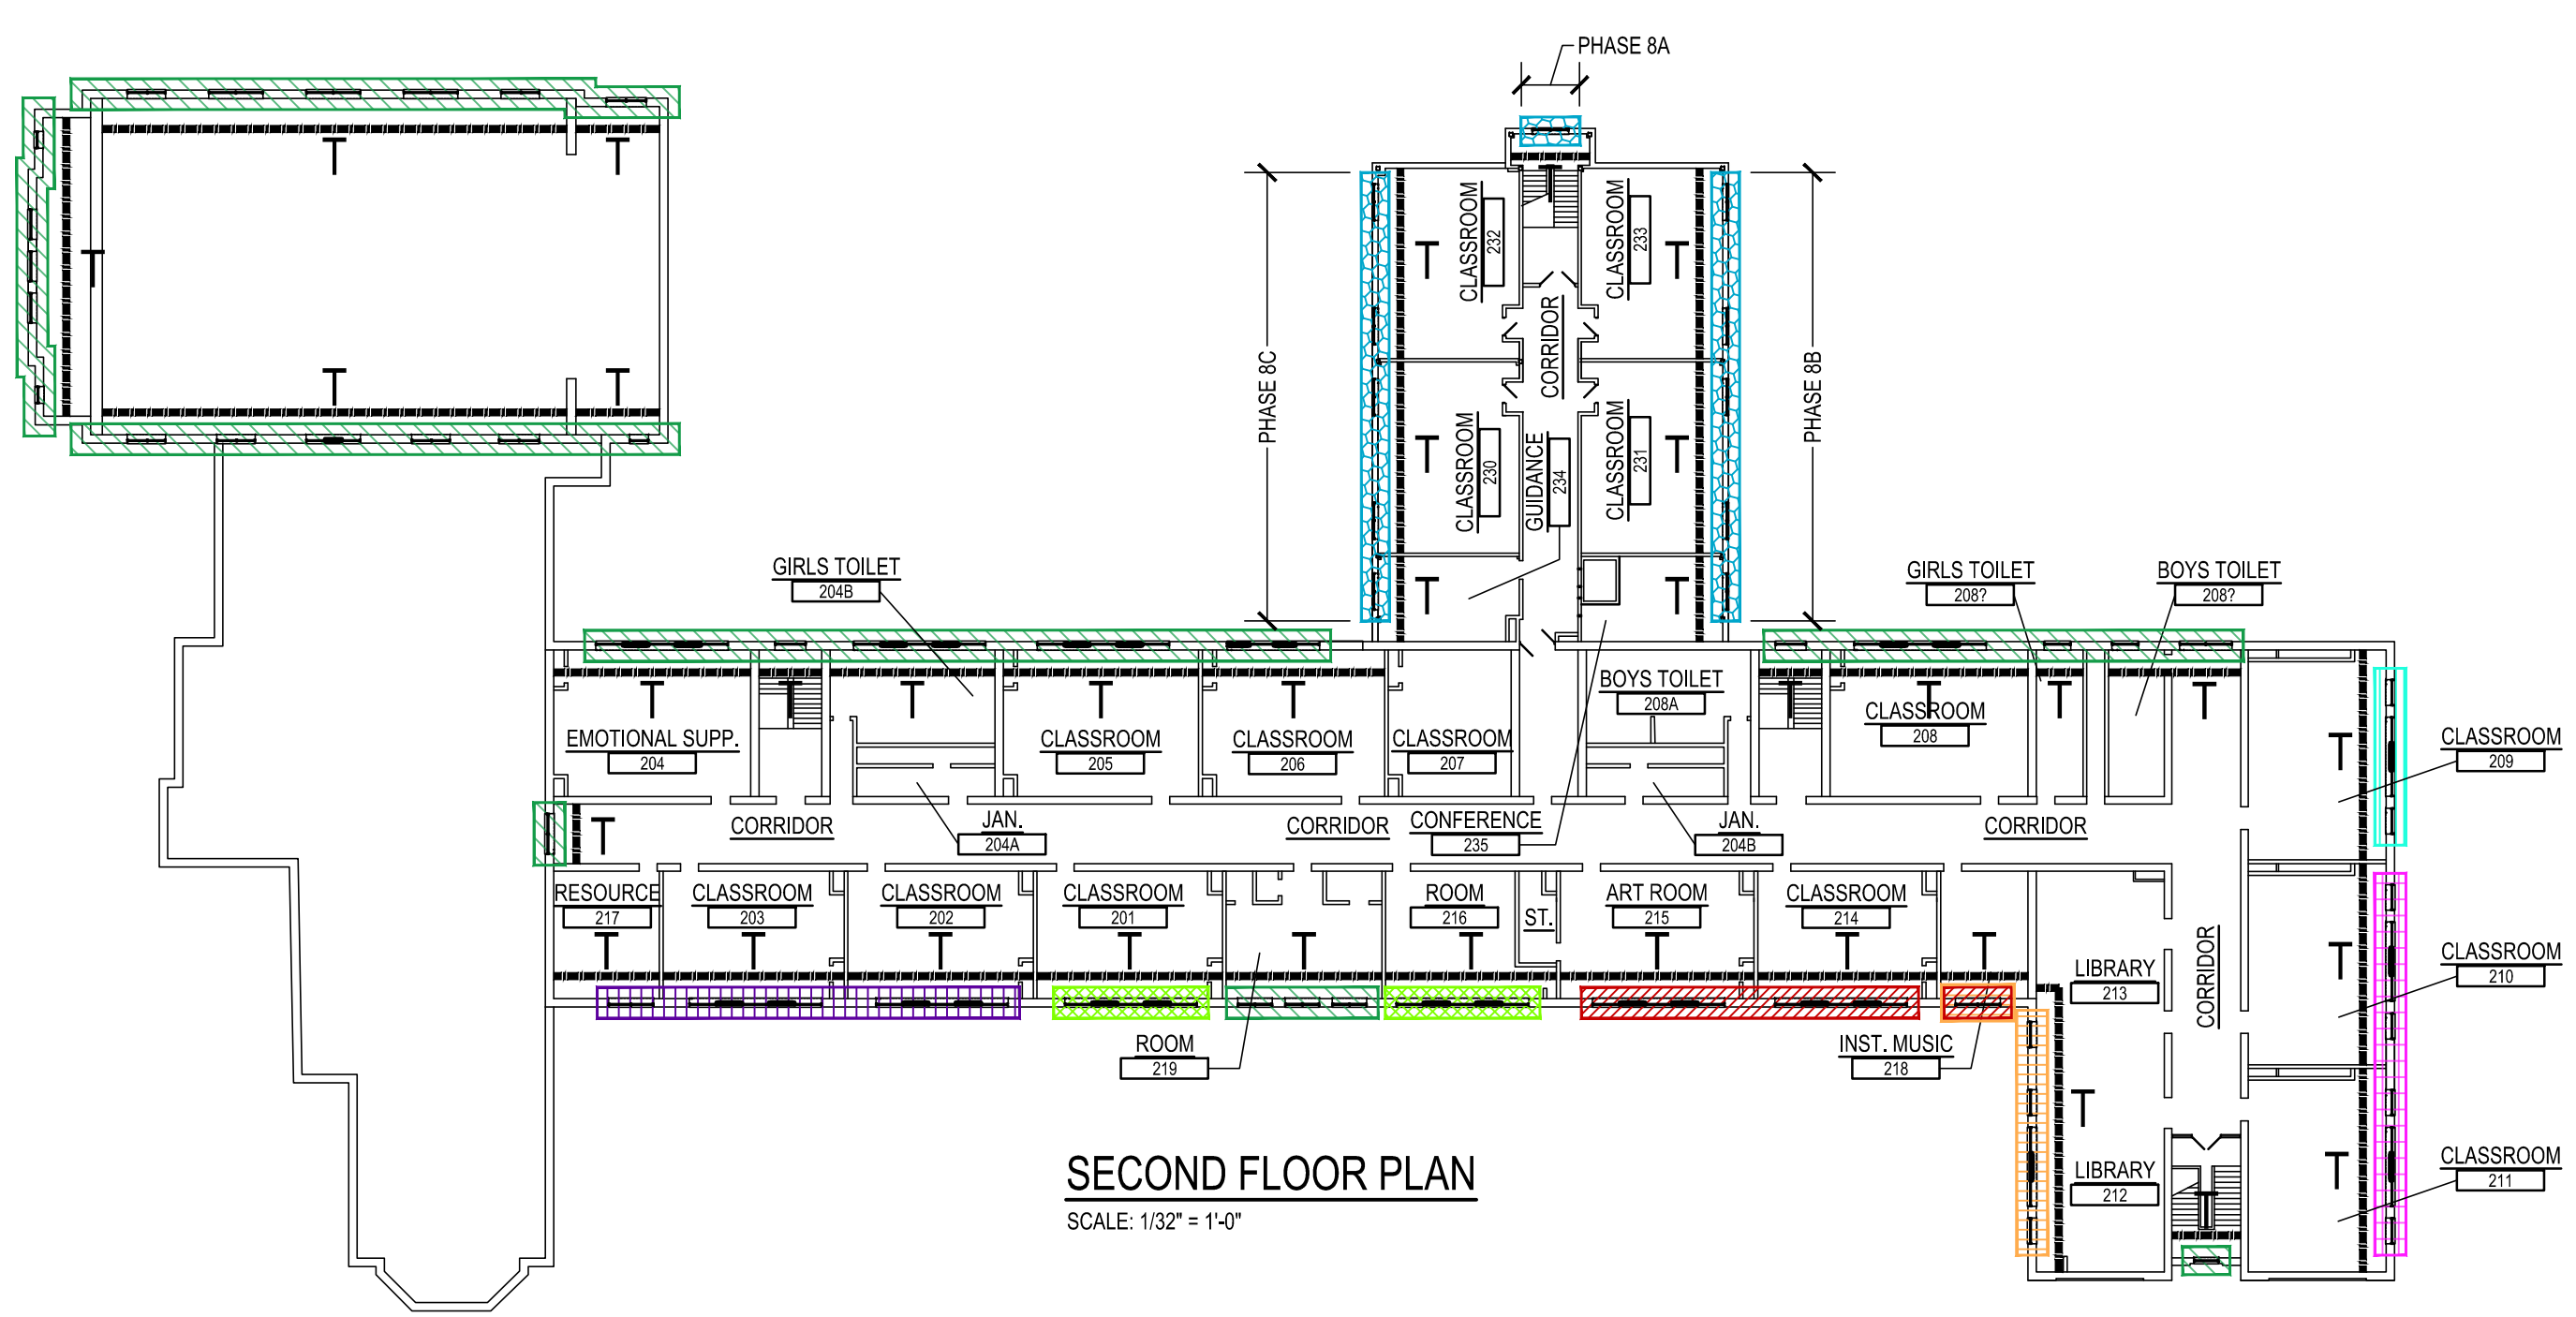 PHASE 8A
PHASE 8C
PHASE 8B
CLASSROOM
232
CLASSROOM
233
CORRIDOR
CLASSROOM
230
GUIDANCE
234
CLASSROOM
231
GIRLS TOILET
204B
GIRLS TOILET
208?
BOYS TOILET
208?
EMOTIONAL SUPP.
204
CLASSROOM
205
CLASSROOM
206
CLASSROOM
207
BOYS TOILET
208A
CLASSROOM
208
CLASSROOM
209
CORRIDOR
JAN.
204A
CORRIDOR
CONFERENCE
235
JAN.
204B
CORRIDOR
RESOURCE
217
CLASSROOM
203
CLASSROOM
202
CLASSROOM
201
ROOM
216
ST.
ART ROOM
215
CLASSROOM
214
LIBRARY
213
CORRIDOR
CLASSROOM
210
ROOM
219
INST. MUSIC
218
LIBRARY
212
CLASSROOM
211
SECOND FLOOR PLAN
SCALE: 1/32" = 1'-0"